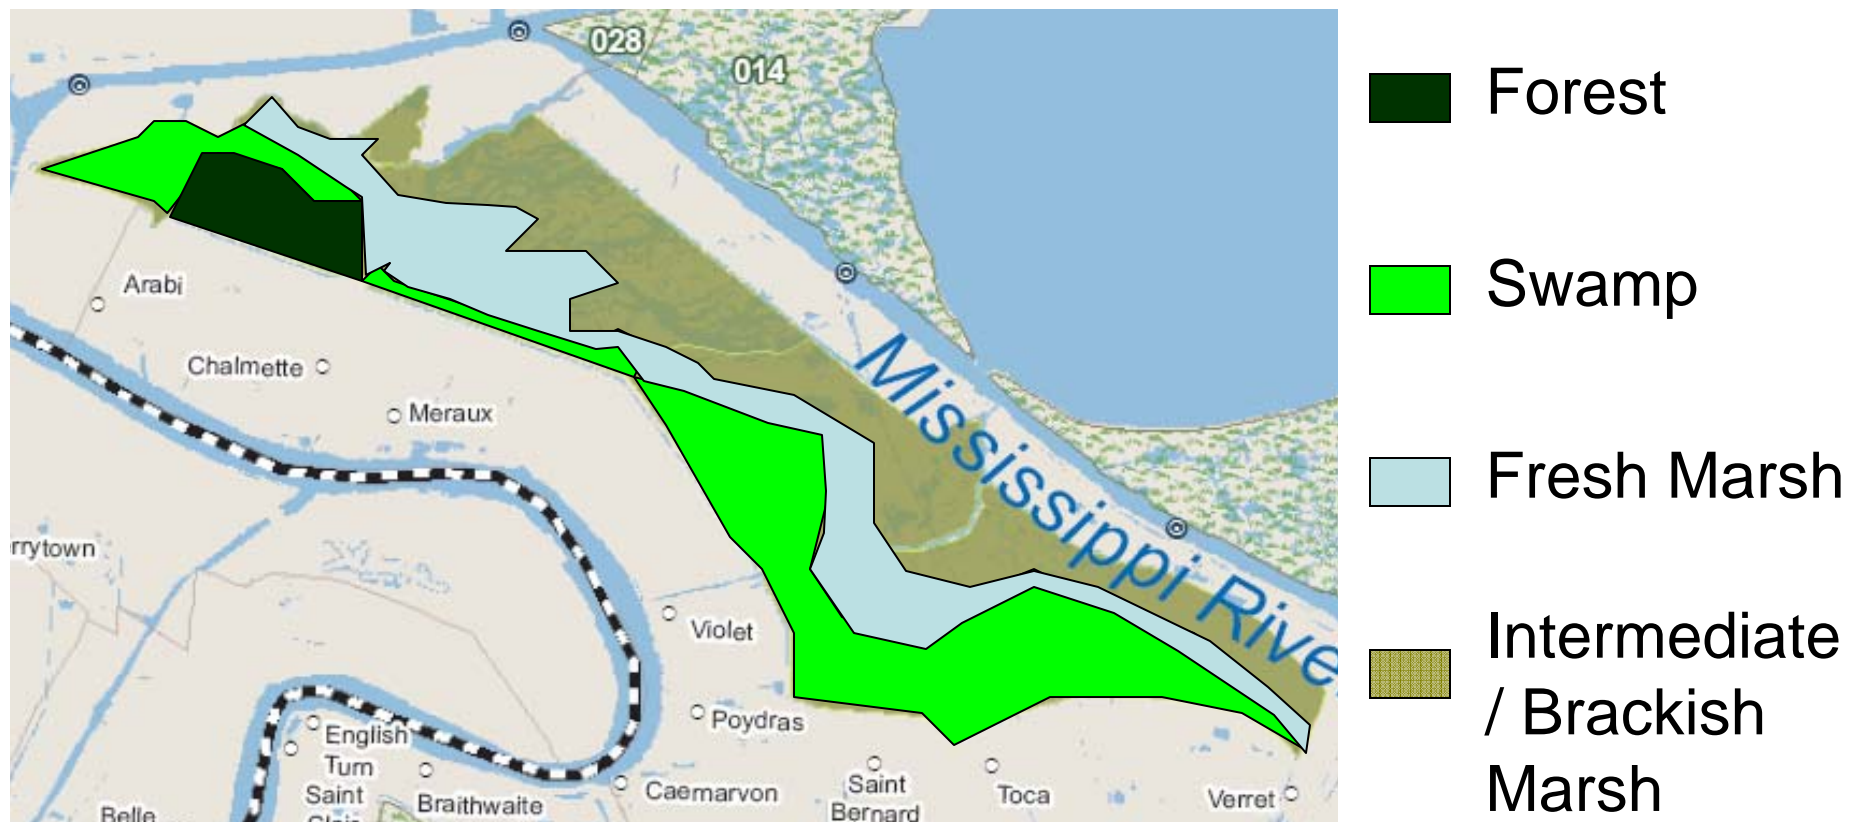 028
014
Forest
Swamp
Fresh Marsh
Intermediate
/ Brackish
Marsh
Arabi
Chalmette
Meraux
Mississippi Rive
rrytown
Violet
Poydras
English
Turn
Saint
Braithwaite
Caernarvon
Saint
Bernard
Toca
Verret
Belle